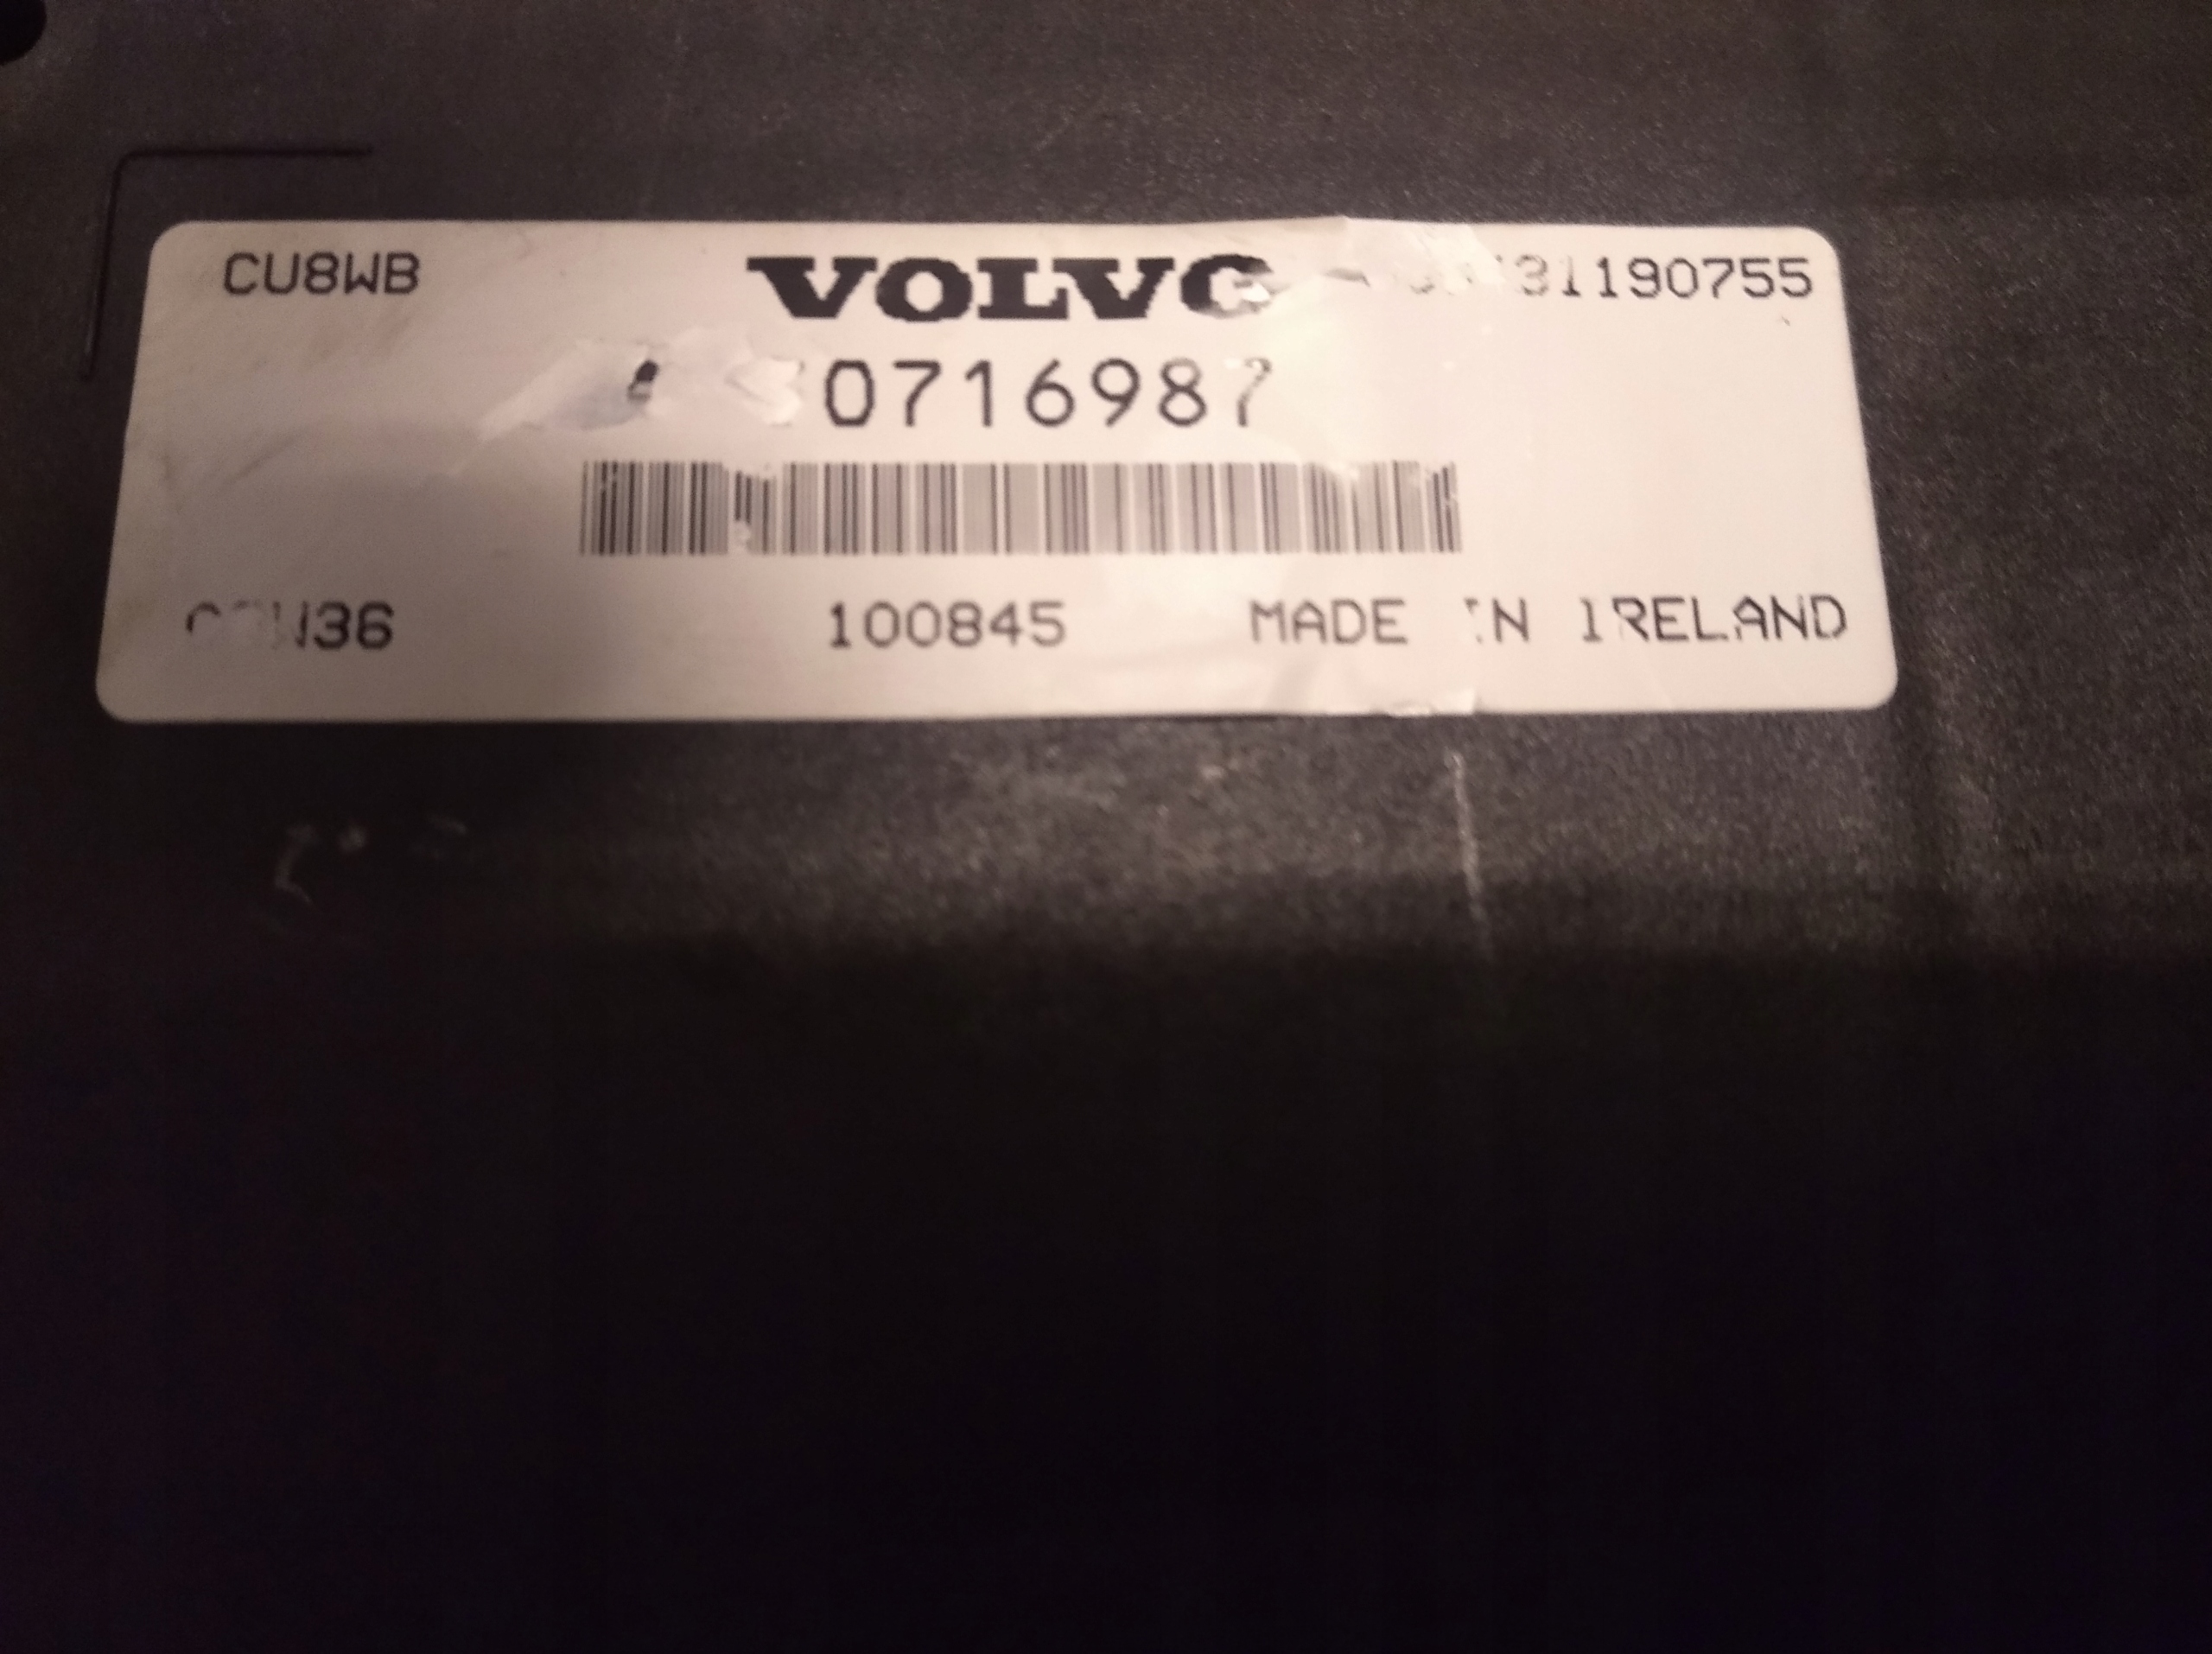 CU8WB VOLVO 31190755
0716987
100845 MADE IN IRELAND